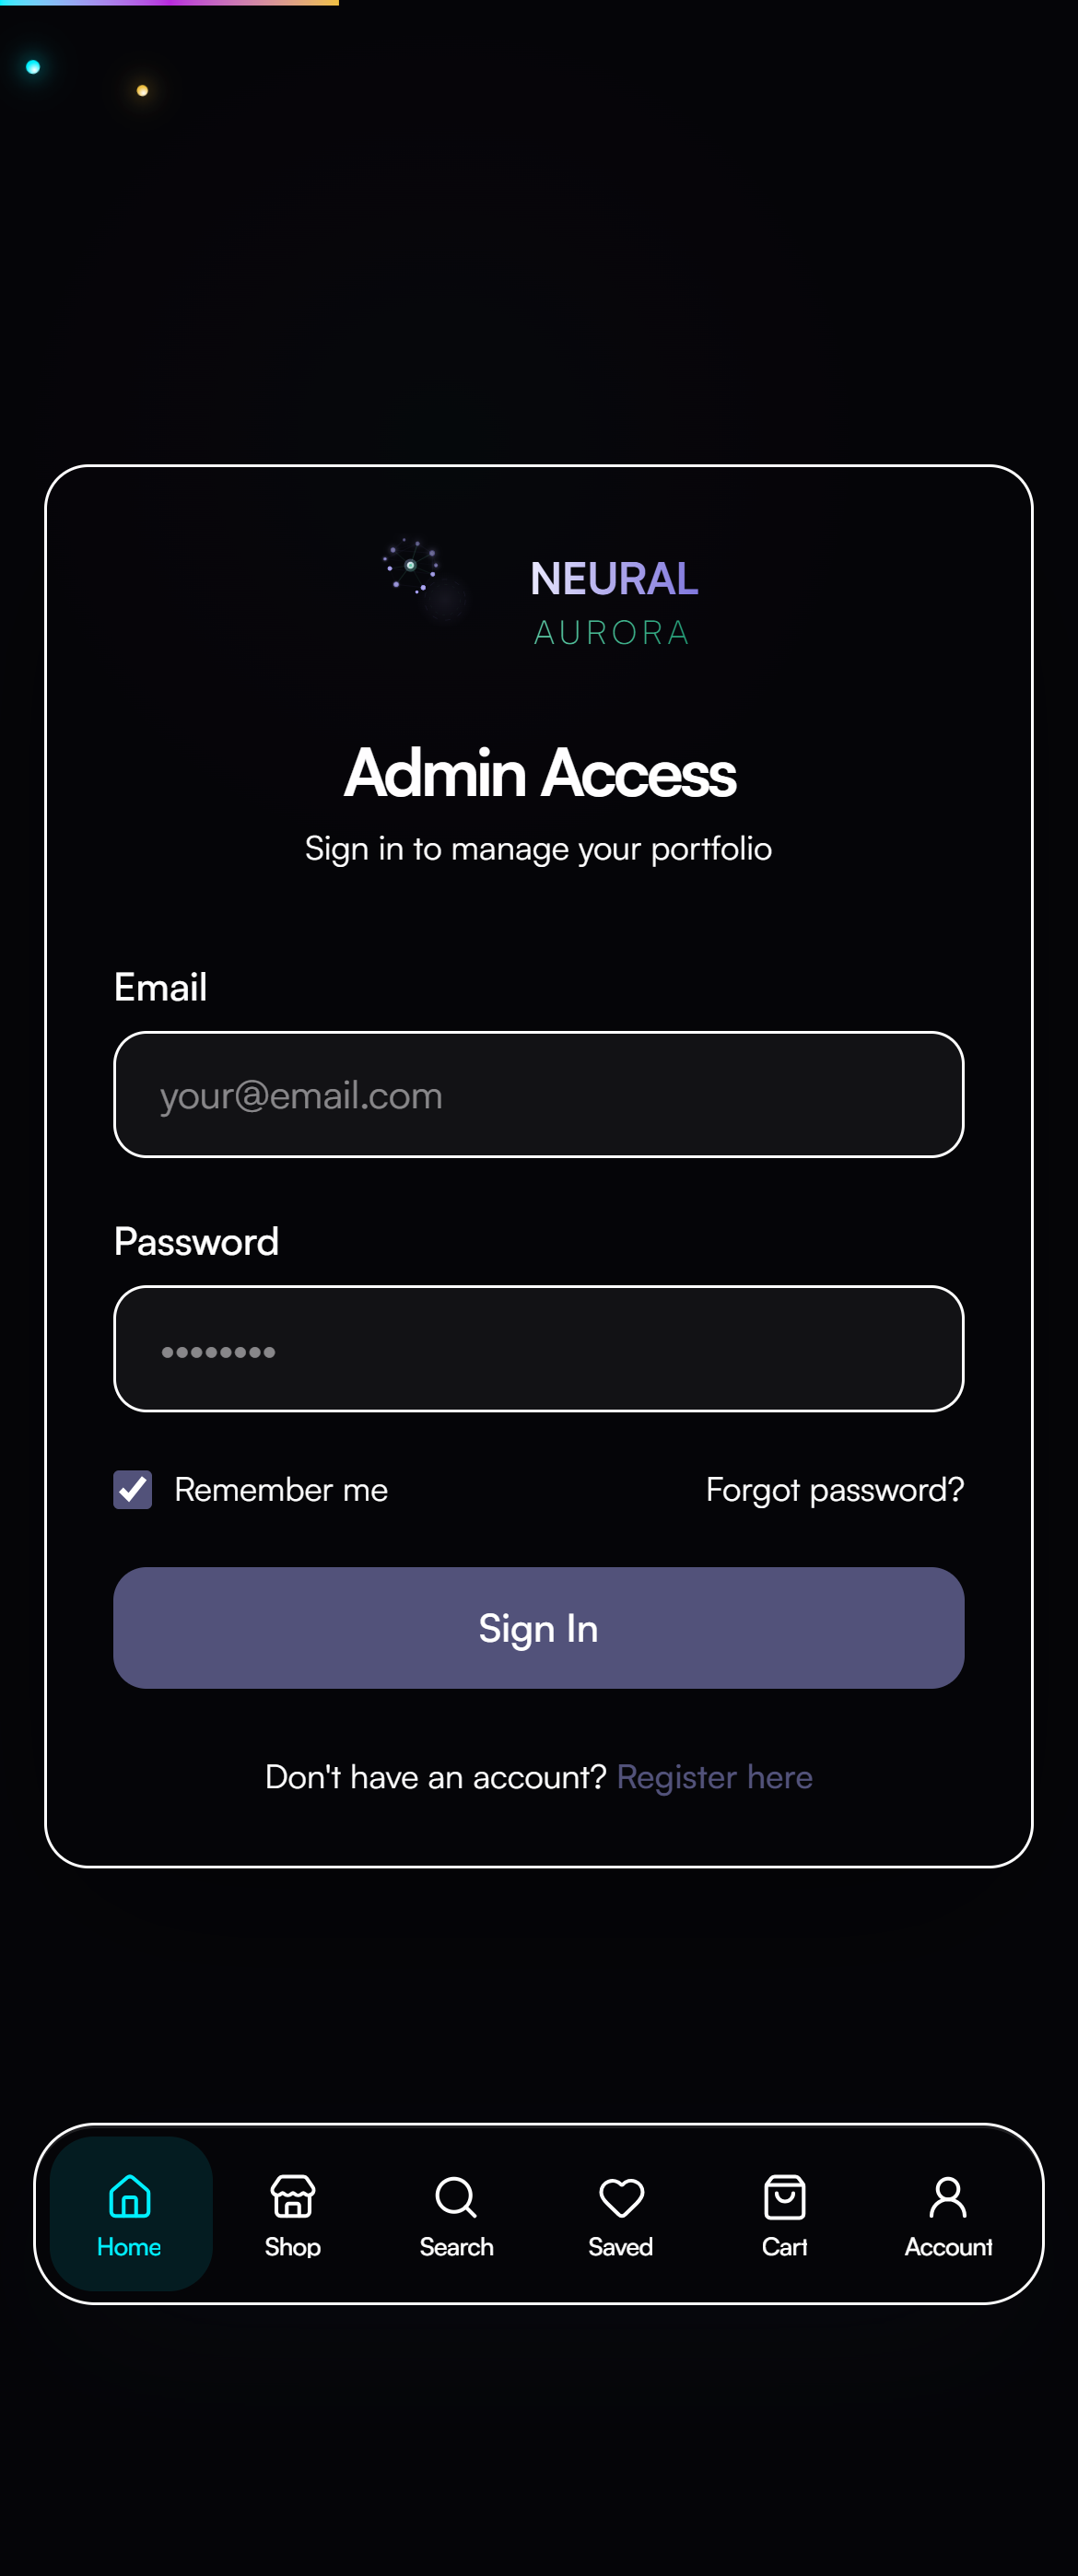 NEURAL
AURORA
Admin Access
Sign in to manage your portfolio
Email
your@email.com
Password
••••••••
Remember me
Forgot password?
Sign In
Don't have an account? Register here
Home
Shop
Search
Saved
Cart
Account